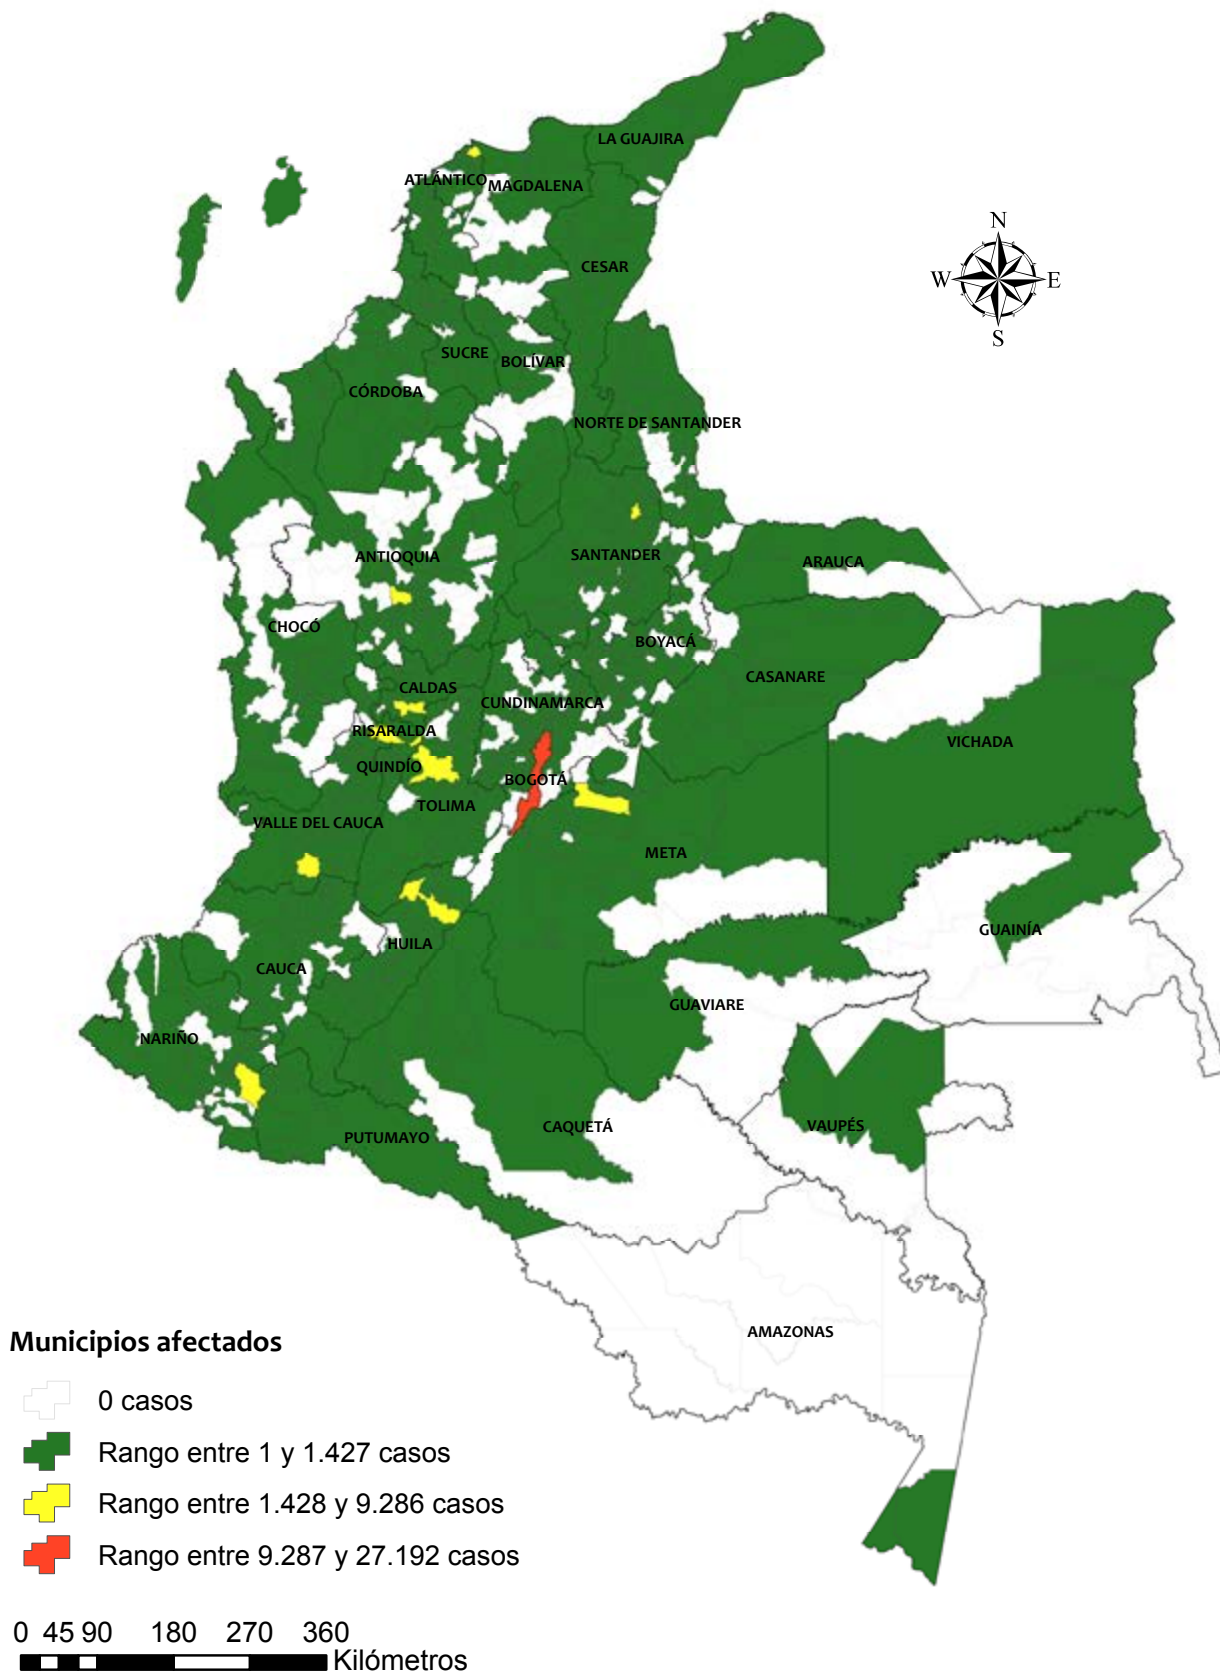 LA GUAJIRA
ATLÁNTICO
MAGDALENA
N
W
E
S
CESAR
SUCRE
BOLÍVAR
CÓRDOBA
NORTE DE SANTANDER
ANTIOQUIA
SANTANDER
ARAUCA
CHOCÓ
BOYACÁ
CASANARE
CALDAS
CUNDINAMARCA
RISARALDA
VICHADA
QUINDÍO
BOGOTÁ
TOLIMA
VALLE DEL CAUCA
META
GUAINÍA
HUILA
CAUCA
GUAVIARE
NARIÑO
PUTUMAYO
CAQUETÁ
VAUPÉS
AMAZONAS
Municipios afectados
0 casos
Rango entre 1 y 1.427 casos
Rango entre 1.428 y 9.286 casos
Rango entre 9.287 y 27.192 casos
0 45 90 180 270 360
Kilómetros